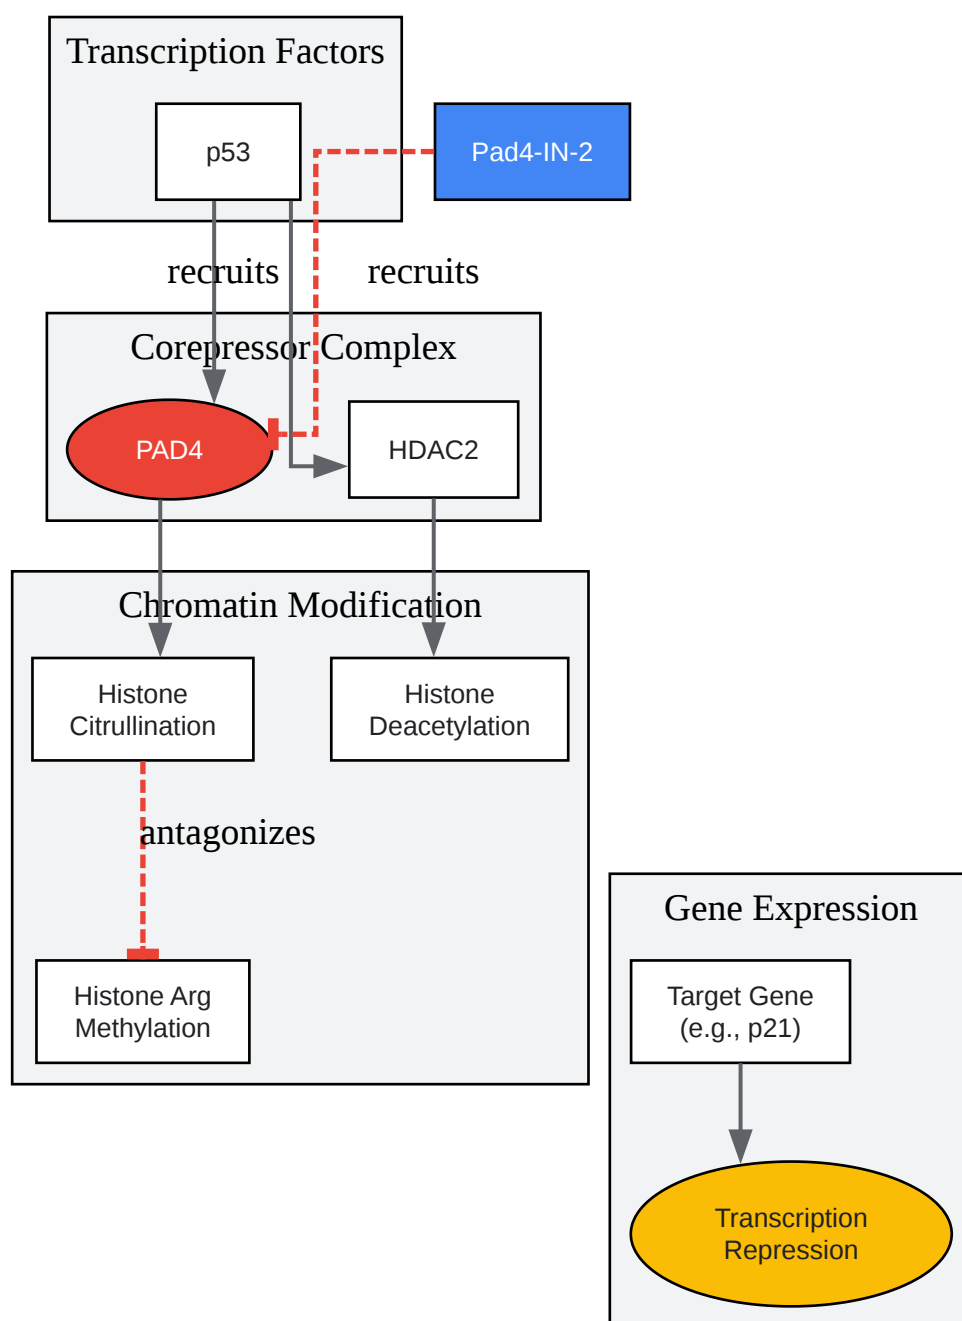 Transcription Factors
p53
Pad4-IN-2
recruits
recruits
Corepressor Complex
PAD4
HDAC2
Chromatin Modification
Histone
Citrullination
Histone
Deacetylation
antagonizes
Histone Arg
Methylation
Gene Expression
Target Gene
(e.g., p21)
Transcription
Repression